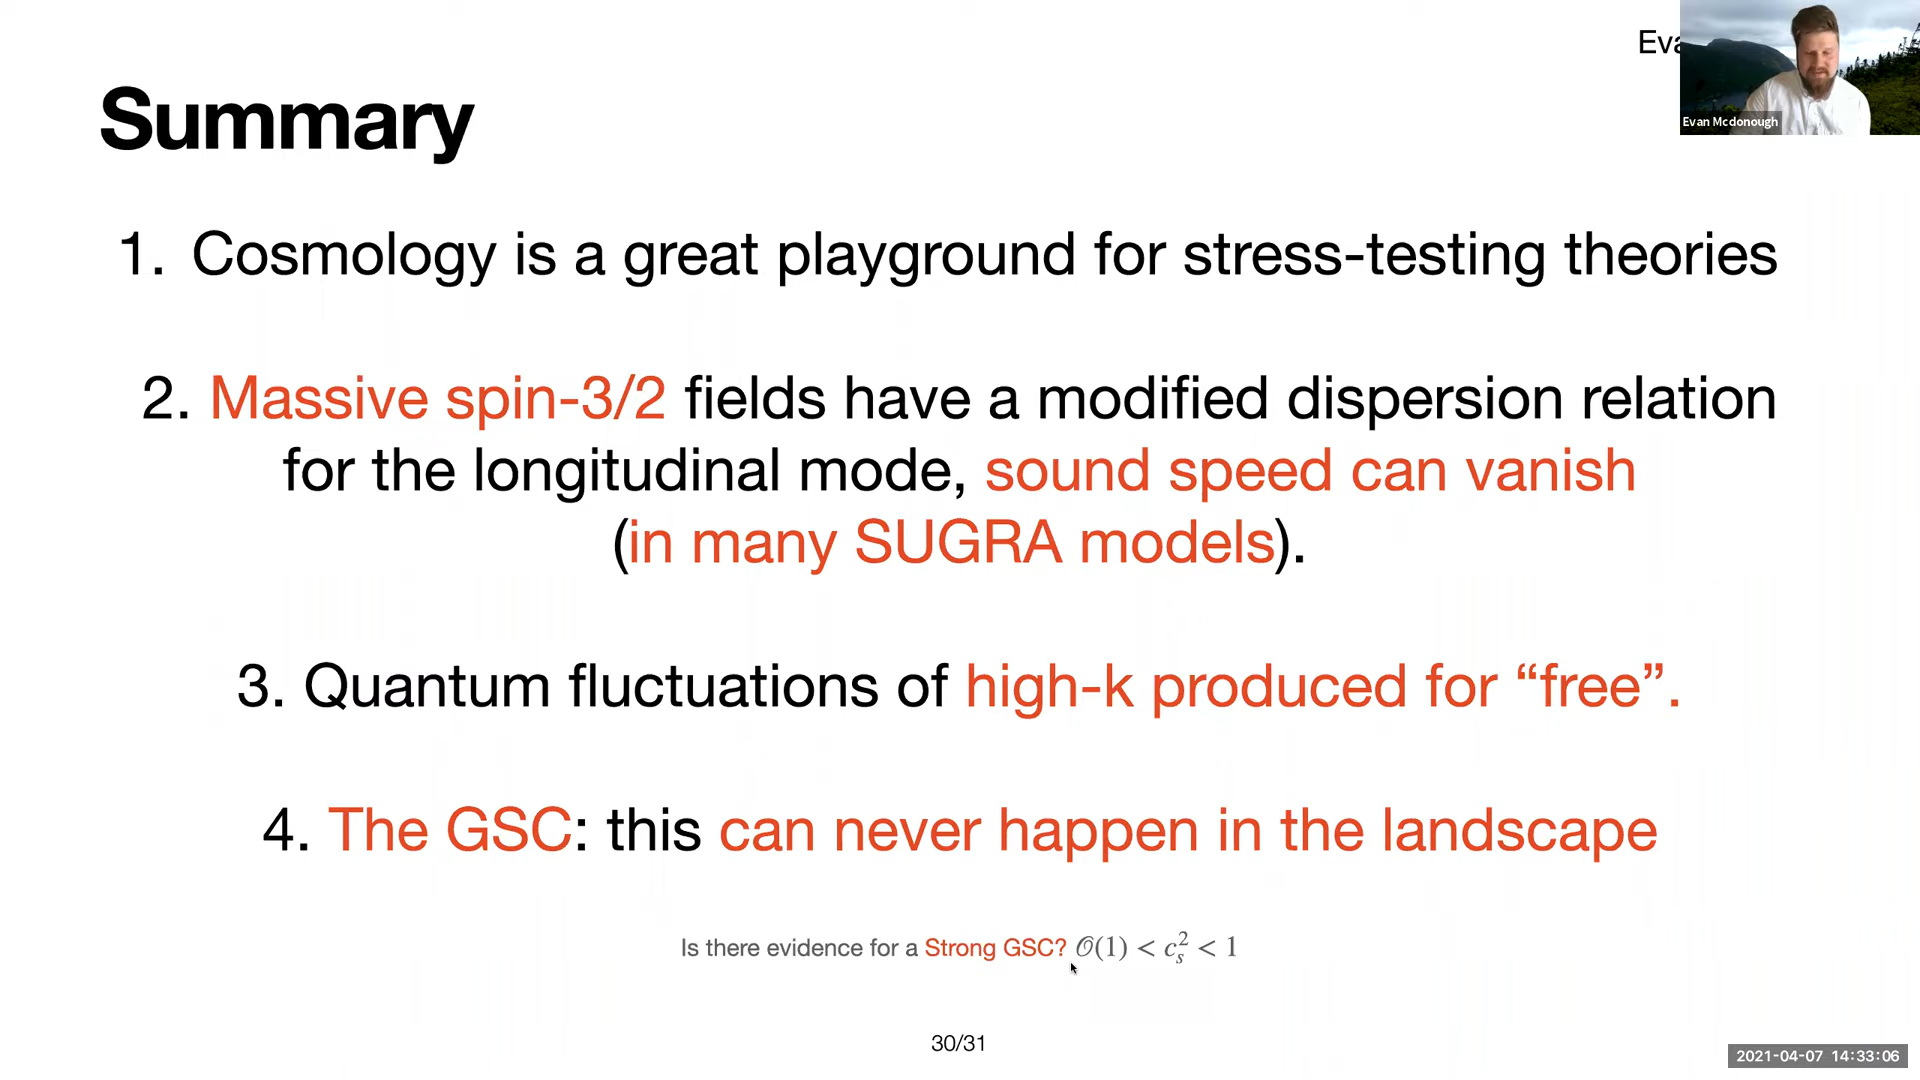 Eva
Evan Mcdonough
Summary
1. Cosmology is a great playground for stress-testing theories
2. Massive spin-3/2 fields have a modified dispersion relation
for the longitudinal mode, sound speed can vanish
(in many SUGRA models).
3. Quantum fluctuations of high-k produced for “free”.
4. The GSC: this can never happen in the landscape
Is there evidence for a Strong GSC? 𝒪(1) < c_s^2 < 1
30/31
2021-04-07 14:33:06